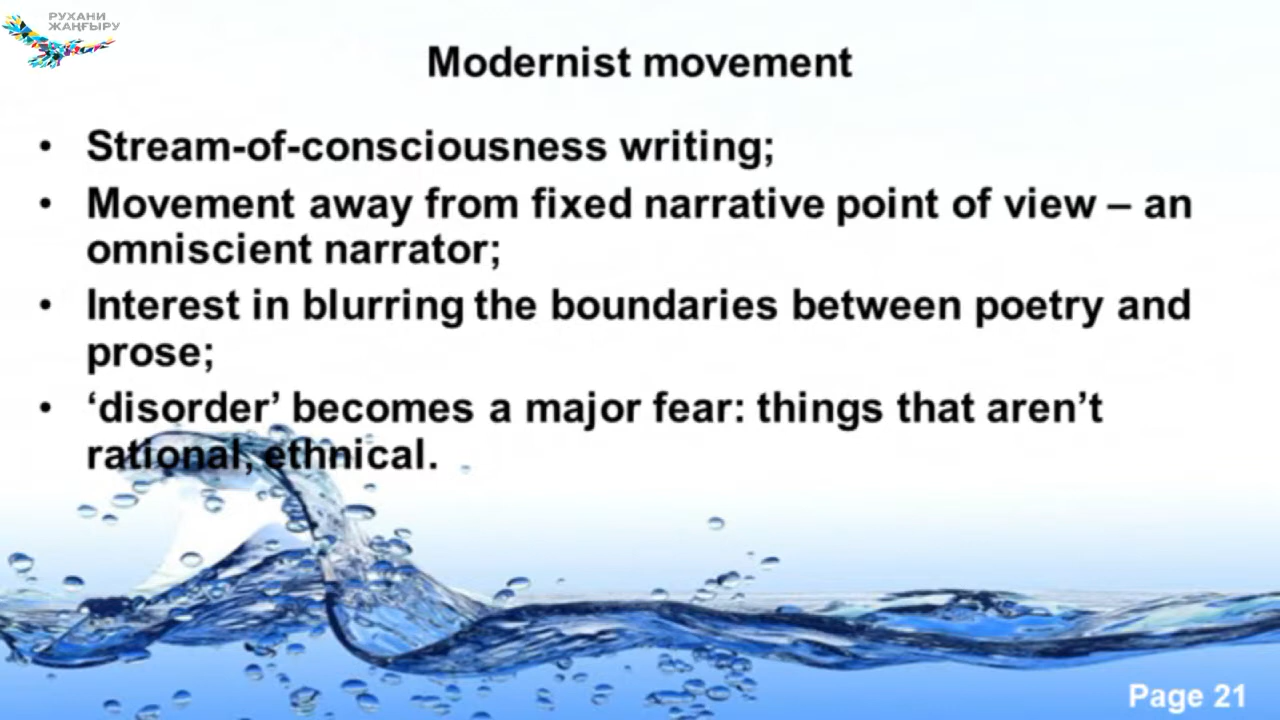 РУХАНИ
ЖАҢҒЫРУ
Modernist movement
• Stream-of-consciousness writing;
• Movement away from fixed narrative point of view – an
omniscient narrator;
• Interest in blurring the boundaries between poetry and
prose;
• ‘disorder’ becomes a major fear: things that aren’t
rational, ethnical.
Page 21